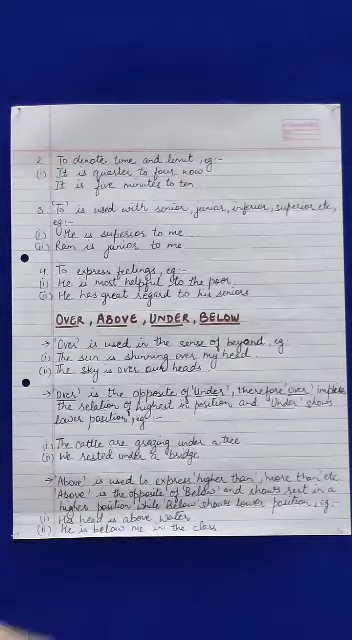 2. To denote time and limit, eg:-
(i) It is quarter to four now
It is five minutes to ten
3. 'To' is used with senior, junior, inferior, superior etc,
eg:-
(i) He is superior to me
(ii) Ram is junior to me
4. To express feelings, eg:-
(i) He is most helpful to the poor
(ii) He has great regard to his seniors
OVER, ABOVE, UNDER, BELOW
→ 'Over' is used in the sense of beyond, eg:
(i) The sun is shinning over my head.
(ii) The sky is over our heads.
→ 'Over' is the opposite of 'Under', therefore 'Over' implies
the relation of highest in position and 'Under' shows
lower position, eg:-
(i) The cattle are grazing under a tree
(ii) We rested under a bridge.
→ 'Above' is used to express 'higher than', 'more than' etc.
'Above' is the opposite of 'Below' and shows rest in a
higher position while 'Below' shows lower position, eg:-
(i) His head is above water
(ii) He is below me in the class.